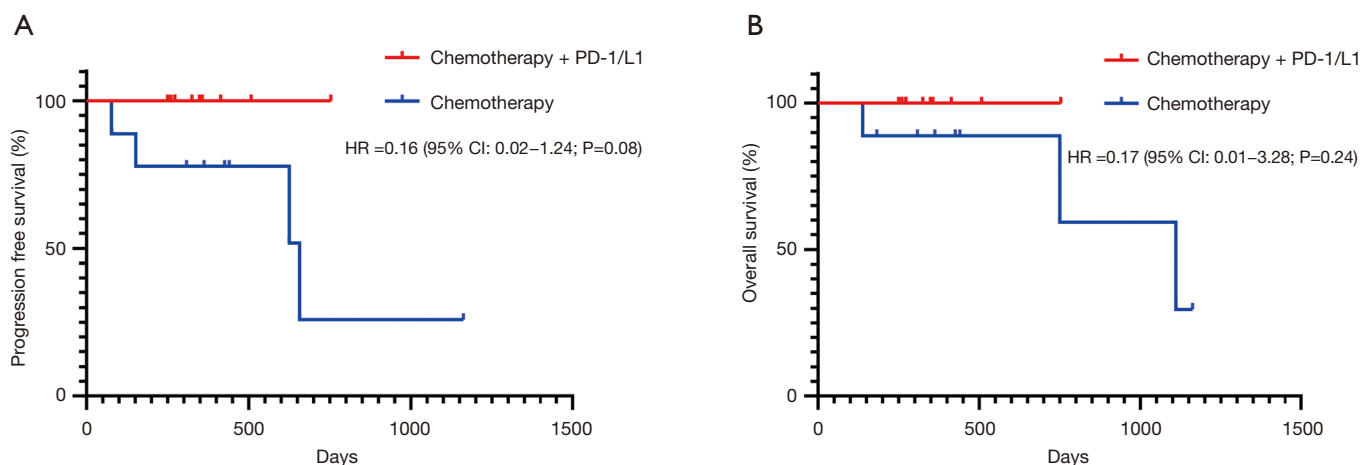 A
Chemotherapy + PD-1/L1
Chemotherapy
HR =0.16 (95% CI: 0.02–1.24; P=0.08)
Progression free survival (%)
100
50
0
0 500 1000 1500
Days
B
Chemotherapy + PD-1/L1
Chemotherapy
HR =0.17 (95% CI: 0.01–3.28; P=0.24)
Overall survival (%)
100
50
0
0 500 1000 1500
Days